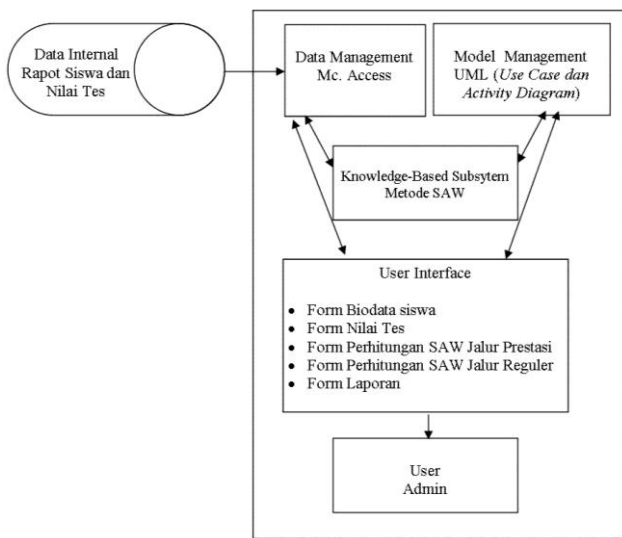 Data Internal
Rapot Siswa dan
Nilai Tes
Data Management
Mc. Access
Model Management
UML (Use Case dan
Activity Diagram)
Knowledge-Based Subsytem
Metode SAW
User Interface
• Form Biodata siswa
• Form Nilai Tes
• Form Perhitungan SAW Jalur Prestasi
• Form Perhitungan SAW Jalur Reguler
• Form Laporan
User
Admin